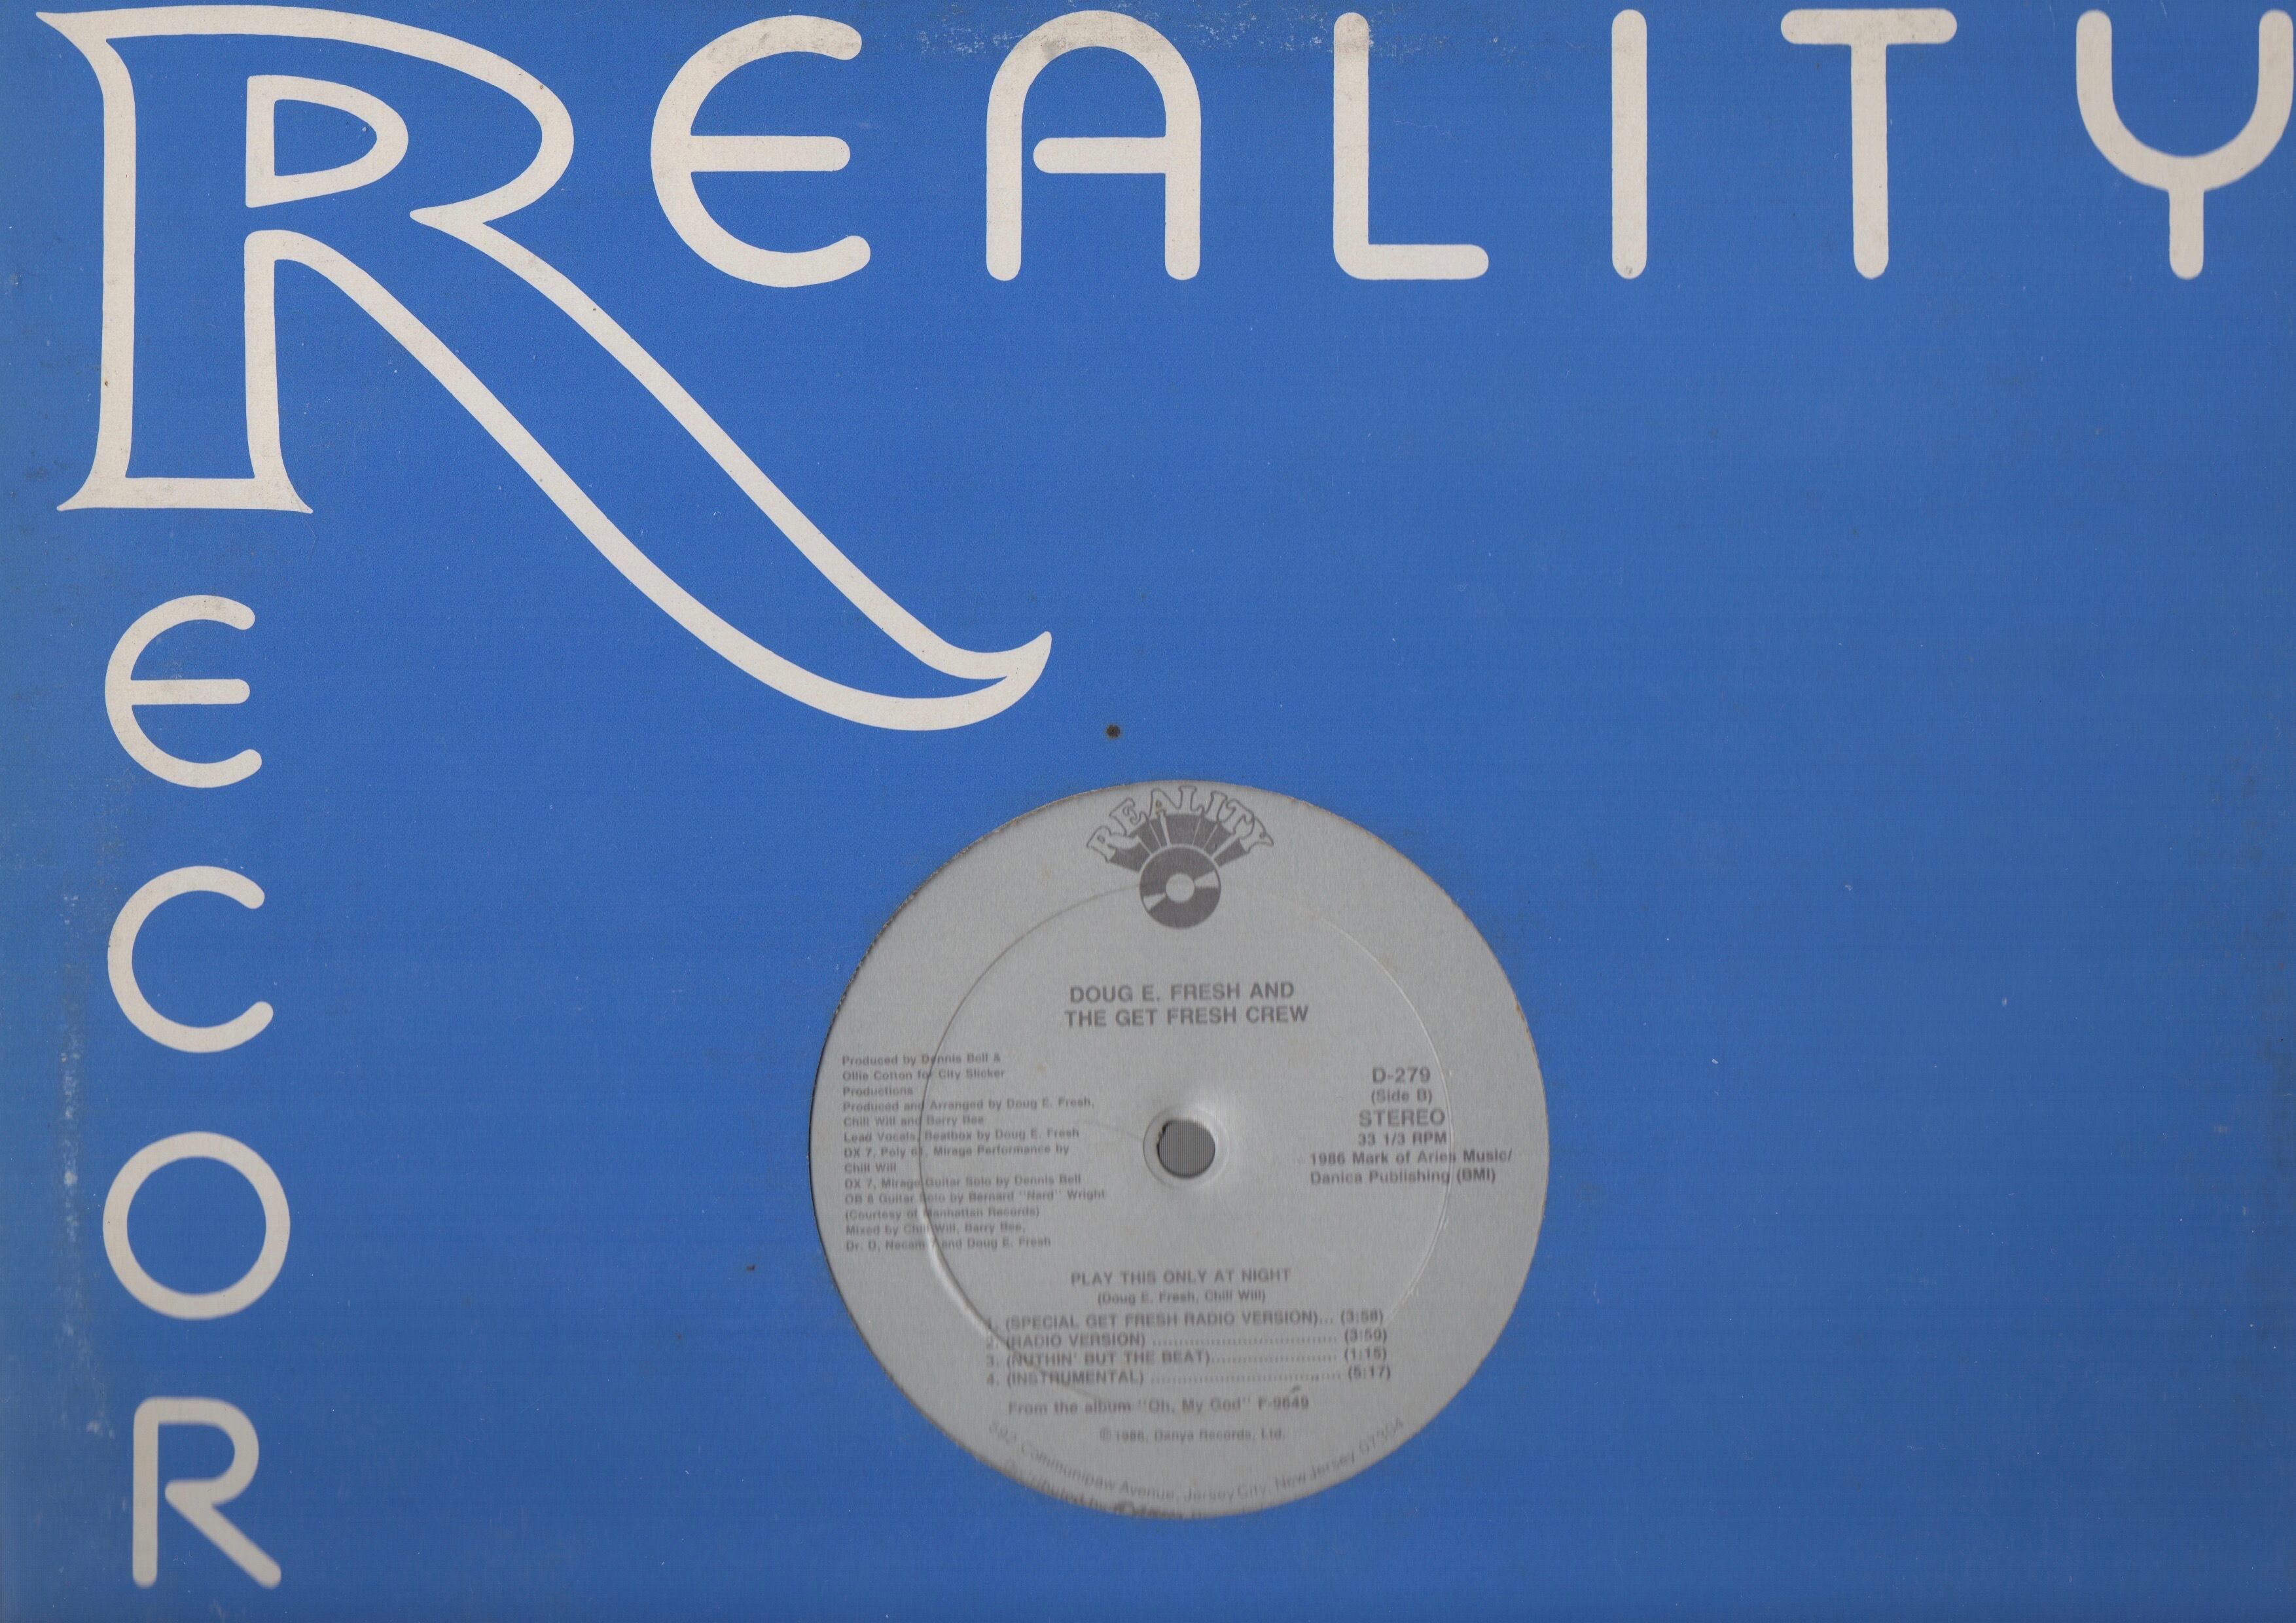 REALITY
RECOR
REALITY
DOUG E. FRESH AND
THE GET FRESH CREW
Produced by Dennis Bell &
Ollie Cotton for City Slicker
Productions
Produced and Arranged by Doug E. Fresh,
Chill Will and Barry Bee
Lead Vocals, Beatbox by Doug E. Fresh
DX 7, Poly 61, Mirage Performance by
Chill Will
DX 7, Mirage Guitar Solo by Dennis Bell
OB 8 Guitar Solo by Bernard "Nard" Wright
(Courtesy of Manhattan Records)
Mixed by Chill Will, Barry Bee,
Dr. D, and Doug E. Fresh
D-279
(Side B)
STEREO
33 1/3 RPM
1986 Mark of Aries Music/
Danica Publishing (BMI)
PLAY THIS ONLY AT NIGHT
(Doug E. Fresh, Chill Will)
1. (SPECIAL GET FRESH RADIO VERSION)... (3:58)
2. (RADIO VERSION) ................................ (3:59)
3. (NUTHIN' BUT THE BEAT)....................... (1:15)
4. (INSTRUMENTAL) ................................ (5:17)
From the album "Oh, My God" F-9649
℗ 1986, Danya Records, Ltd.
592 Communipaw Avenue, Jersey City, New Jersey 07304
Distributed by